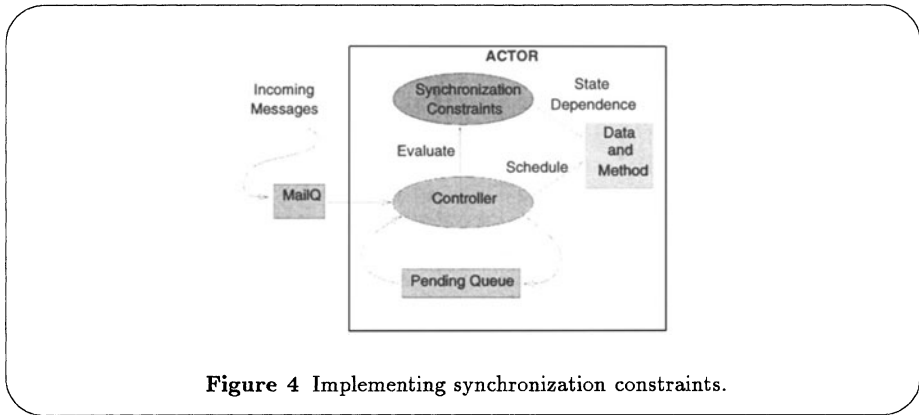 ACTOR
Incoming
Messages
Synchronization
Constraints
State
Dependence
Data
and
Method
Evaluate
Schedule
MailQ
Controller
Pending Queue
Figure 4 Implementing synchronization constraints.